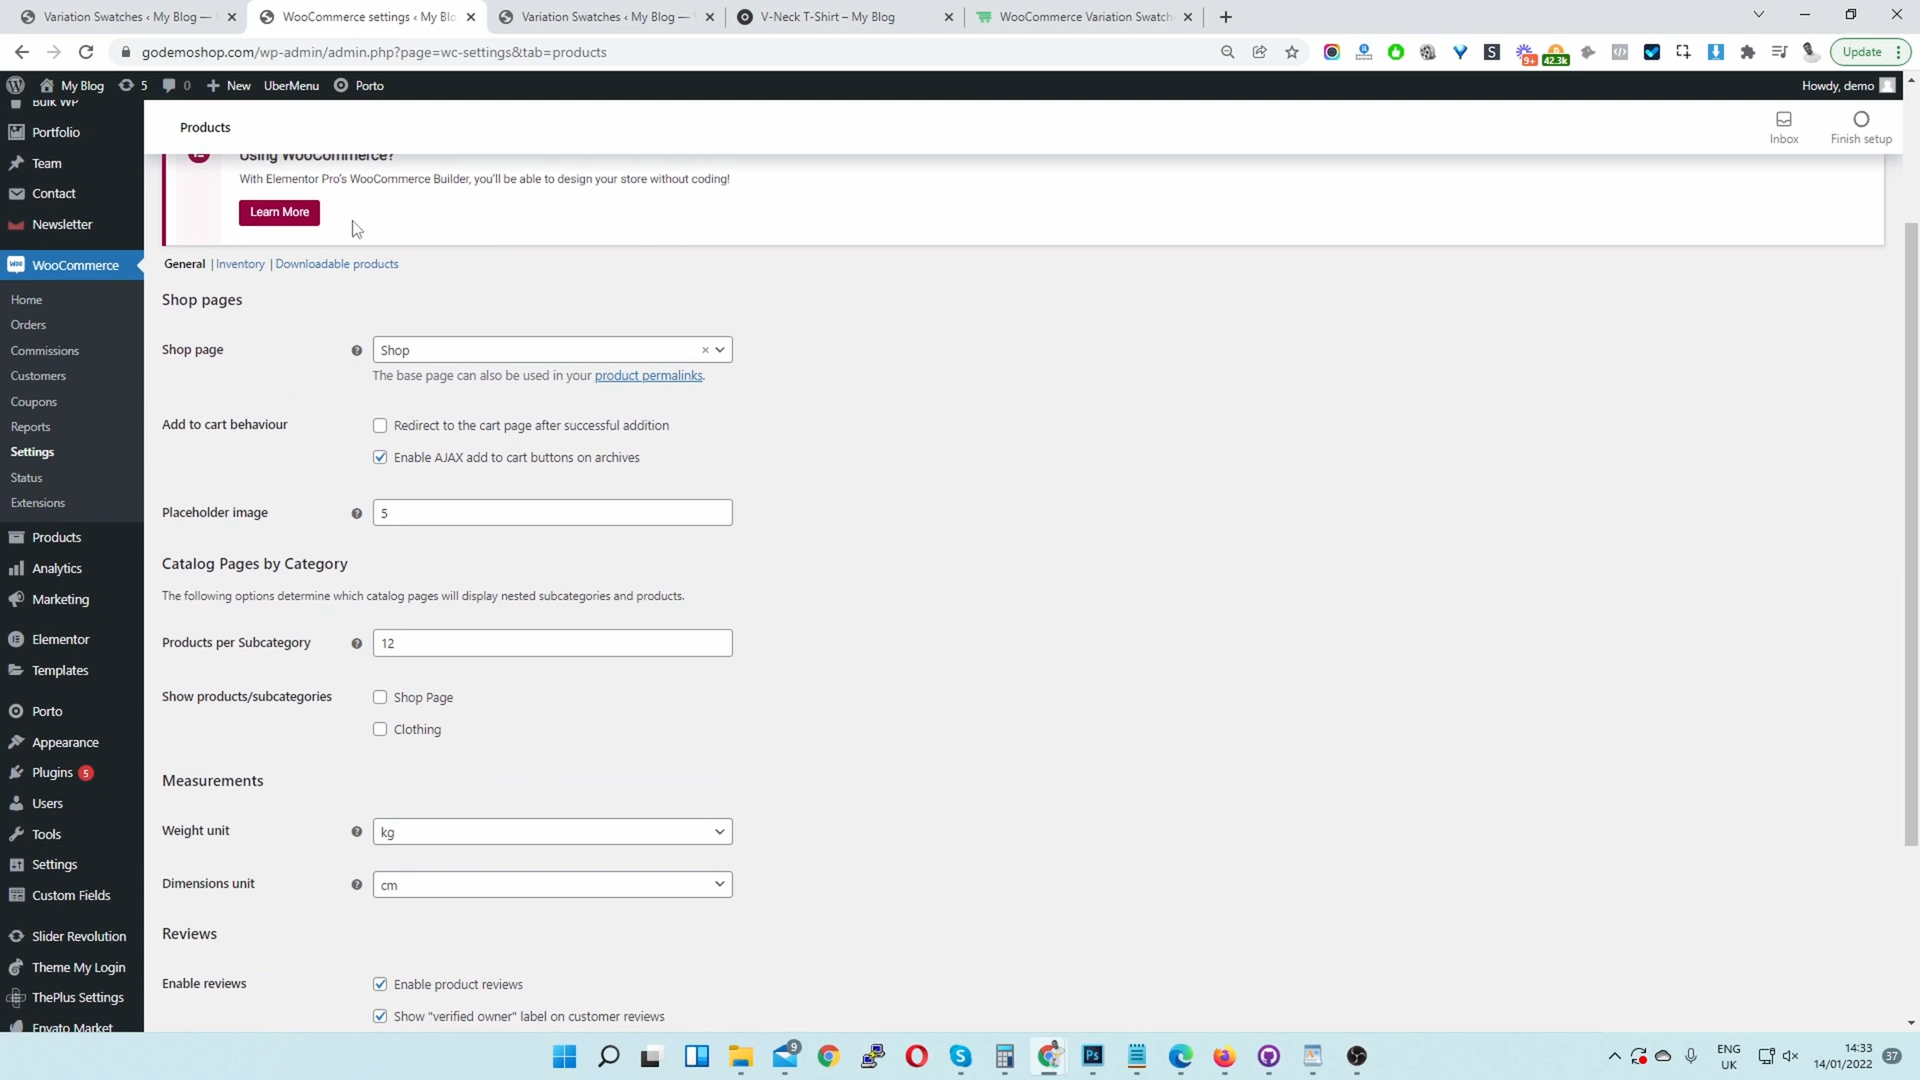 Variation Swatches ‹ My Blog —
WooCommerce settings ‹ My Blo
Variation Swatches ‹ My Blog —
V-Neck T-Shirt – My Blog
WooCommerce Variation Swatch
godemoshop.com/wp-admin/admin.php?page=wc-settings&tab=products
S
9+
42.3k
Update
My Blog
5
0
New
UberMenu
Porto
Howdy, demo
Bulk WP
Portfolio
Team
Contact
Newsletter
WooCommerce
Home
Orders
Commissions
Customers
Coupons
Reports
Settings
Status
Extensions
Products
Analytics
Marketing
Elementor
Templates
Porto
Appearance
Plugins 5
Users
Tools
Settings
Custom Fields
Slider Revolution
Theme My Login
ThePlus Settings
Envato Market
Products
Inbox
Finish setup
Using WooCommerce?
With Elementor Pro's WooCommerce Builder, you'll be able to design your store without coding!
Learn More
General | Inventory | Downloadable products
Shop pages
Shop page
Shop
The base page can also be used in your product permalinks.
Add to cart behaviour
Redirect to the cart page after successful addition
Enable AJAX add to cart buttons on archives
Placeholder image
5
Catalog Pages by Category
The following options determine which catalog pages will display nested subcategories and products.
Products per Subcategory
12
Show products/subcategories
Shop Page
Clothing
Measurements
Weight unit
kg
Dimensions unit
cm
Reviews
Enable reviews
Enable product reviews
Show "verified owner" label on customer reviews
9
Ps
ENG
UK
14:33
14/01/2022
37